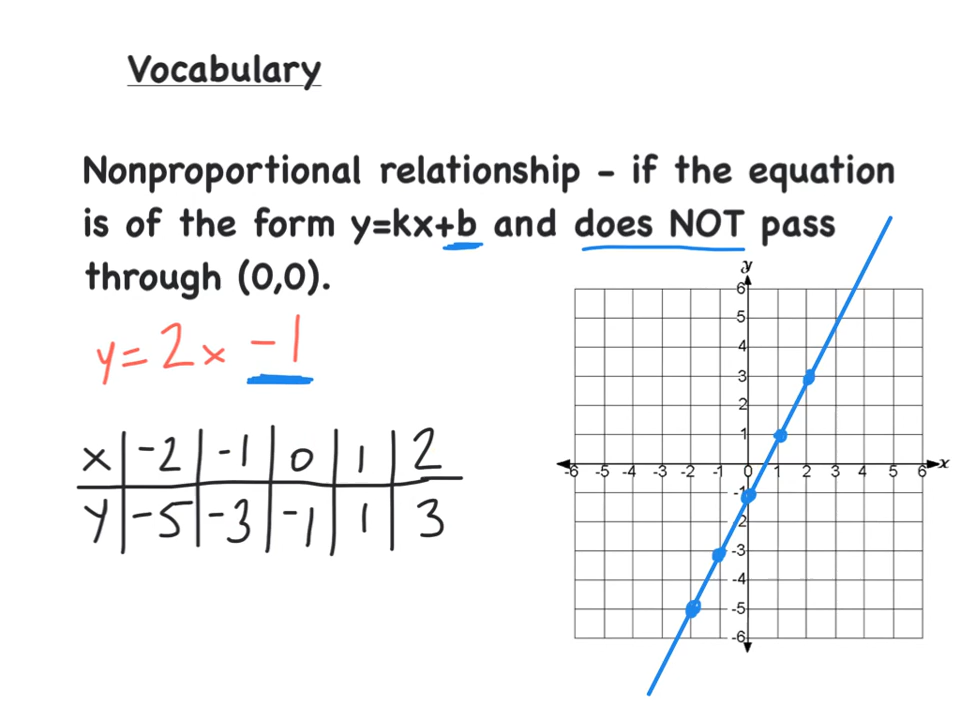 Vocabulary
Nonproportional relationship - if the equation
is of the form y=kx+b and does NOT pass
through (0,0).
y=2x -1
x -2 -1 0 1 2
y -5 -3 -1 1 3
y
6
5
4
3
2
1
-6 -5 -4 -3 -2 -1 0 1 2 3 4 5 6 x
-1
-2
-3
-4
-5
-6